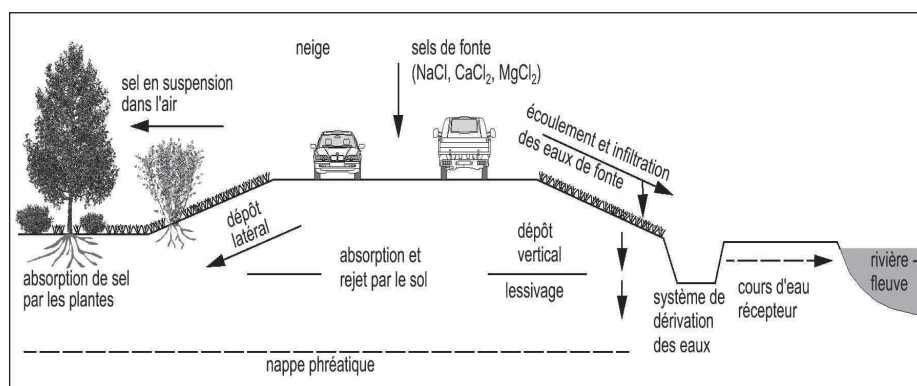 neige
sels de fonte
(NaCl, CaCl₂, MgCl₂)
sel en suspension
dans l'air
écoulement et infiltration
des eaux de fonte
dépôt
latéral
absorption et
rejet par le sol
dépôt
vertical
lessivage
absorption de sel
par les plantes
système de
dérivation
des eaux
cours d'eau
récepteur
rivière -
fleuve
nappe phréatique